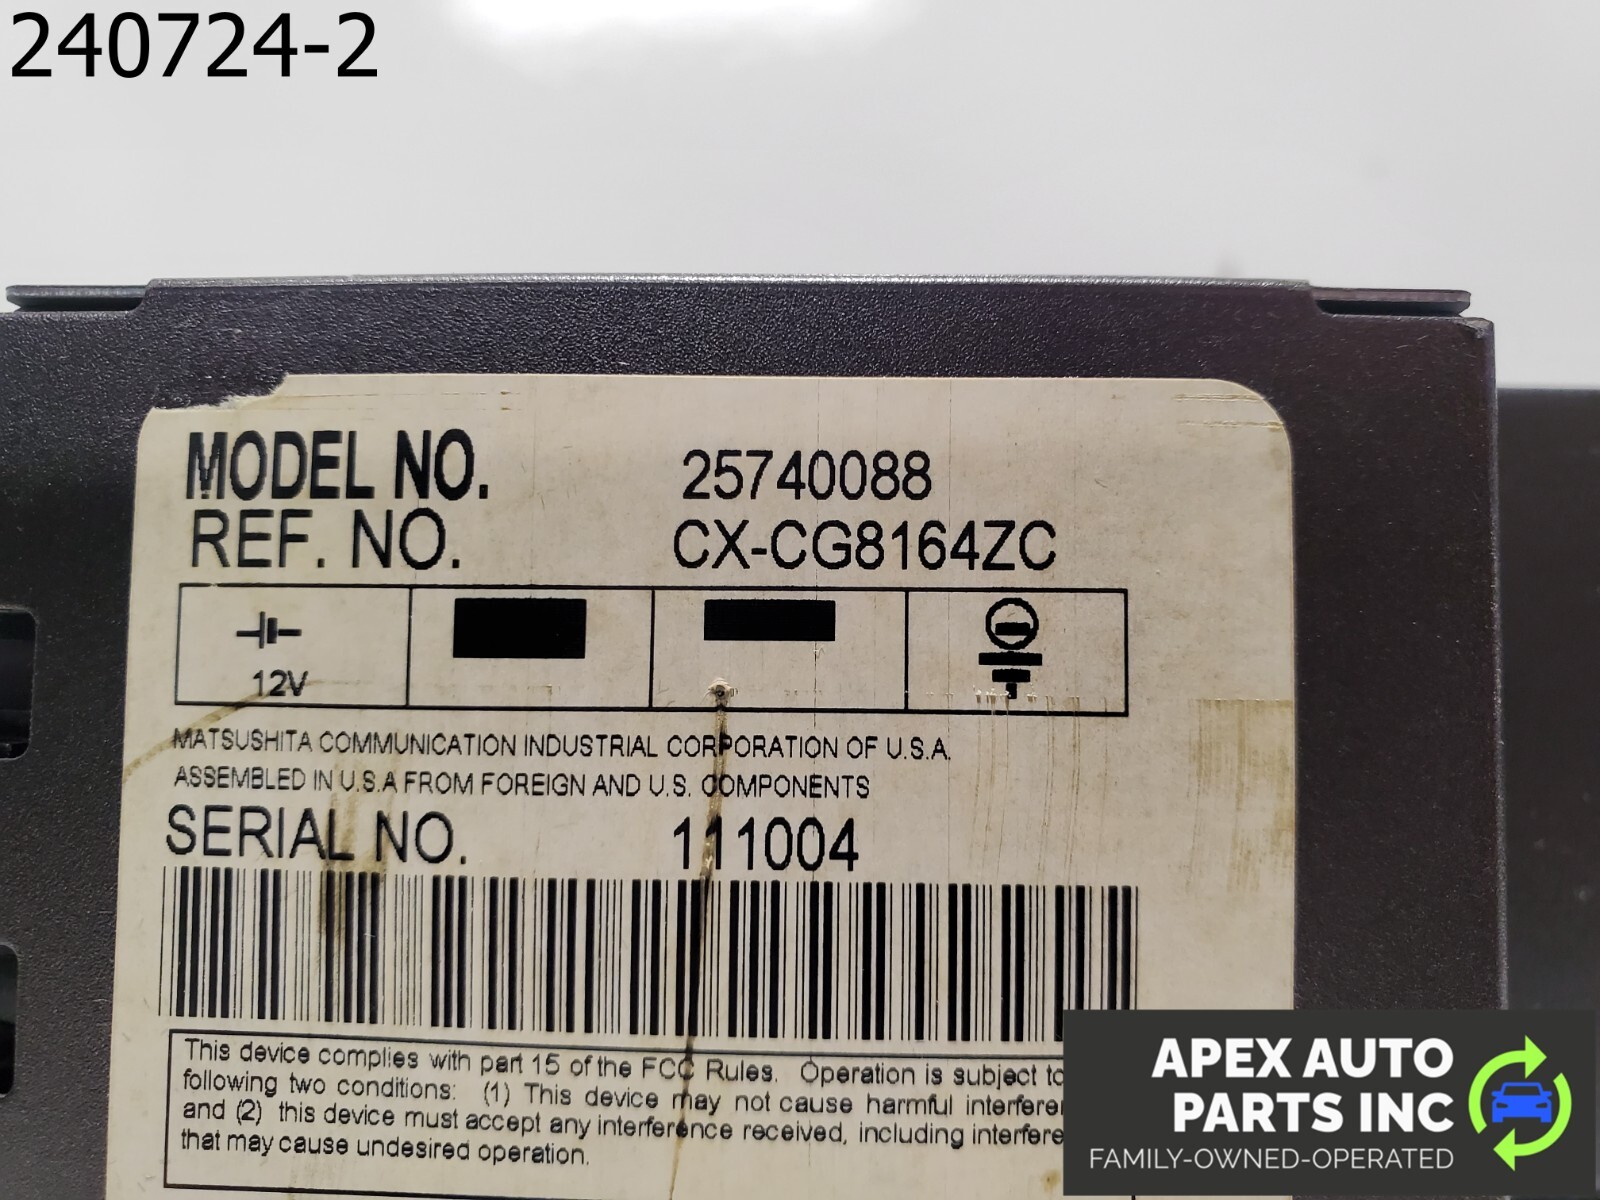 240724-2
MODEL NO. 25740088
REF. NO. CX-CG8164ZC
12V
MATSUSHITA COMMUNICATION INDUSTRIAL CORPORATION OF U.S.A.
ASSEMBLED IN U.S.A FROM FOREIGN AND U.S. COMPONENTS
SERIAL NO. 111004
This device complies with part 15 of the FCC Rules. Operation is subject to
following two conditions: (1) This device may not cause harmful
and (2) this device must accept any interference received, including
that may cause undesired operation.
APEX AUTO
PARTS INC
FAMILY-OWNED-OPERATED